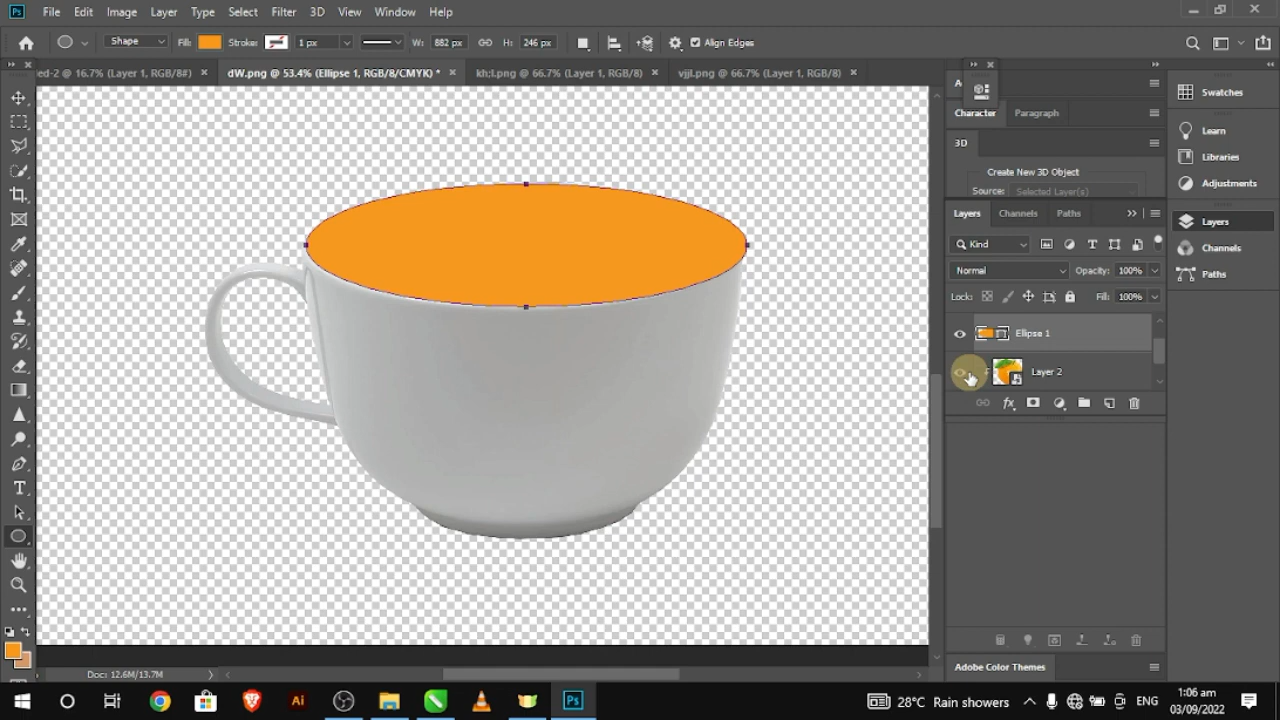 Ps File Edit Image Layer Type Select Filter 3D View Window Help
Shape Fill: Stroke: 1 px W: 882 px H: 246 px Align Edges
led-2 @ 16.7% (Layer 1, RGB/8#) × dW.png @ 53.4% (Ellipse 1, RGB/8/CMYK) * × kh;l.png @ 66.7% (Layer 1, RGB/8) × vjjl.png @ 66.7% (Layer 1, RGB/8) ×
Swatches
Character Paragraph
Learn
3D
Libraries
Create New 3D Object
Adjustments
Source: Selected Layer(s)
Layers Channels Paths
Layers
Kind
Channels
Normal Opacity: 100%
Paths
Lock: Fill: 100%
Ellipse 1
Layer 2
fx
Adobe Color Themes
Doc: 12.6M/13.7M
Ai Ps 28°C Rain showers ENG
1:06 am
03/09/2022